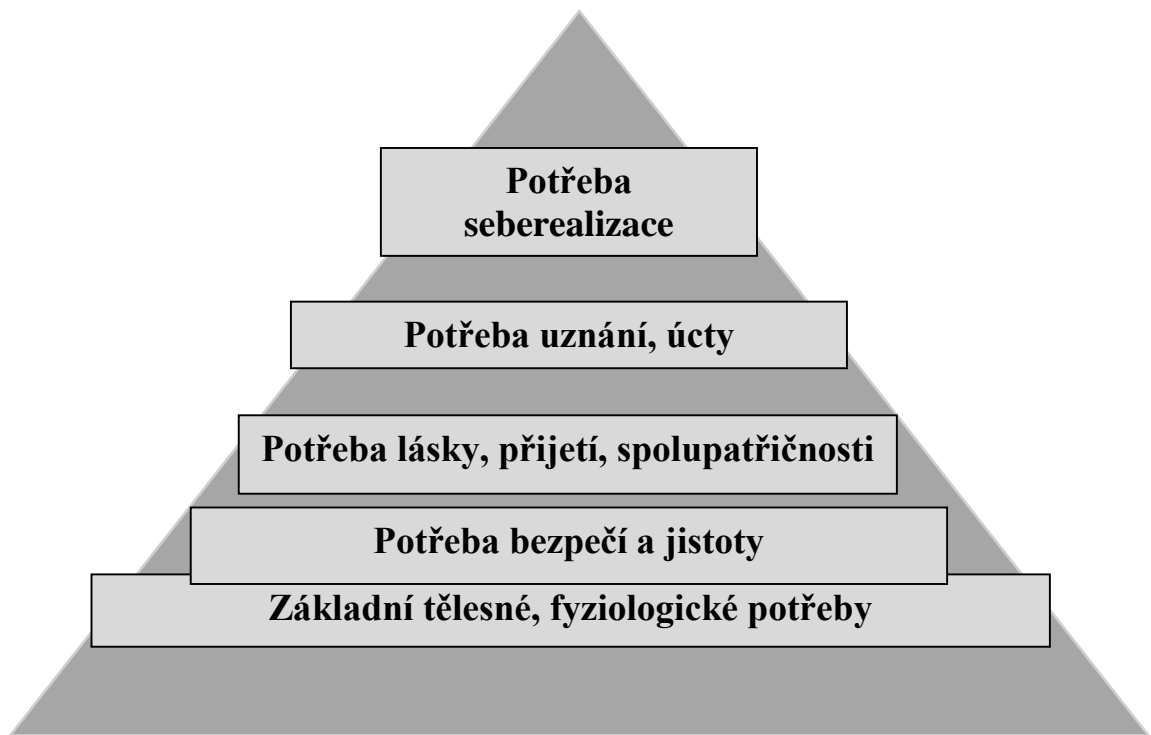 Potřeba
seberealizace
Potřeba uznání, úcty
Potřeba lásky, přijetí, spolupatřičnosti
Potřeba bezpečí a jistoty
Základní tělesné, fyziologické potřeby